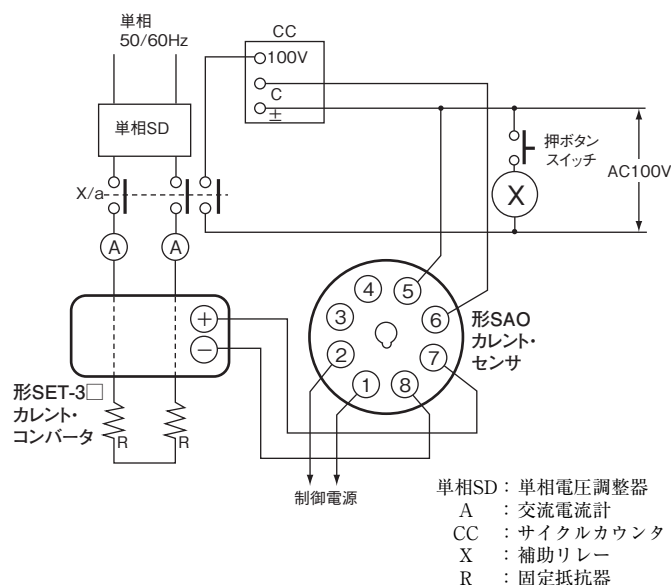 単相
50/60Hz
CC
100V
C
±
単相SD
押ボタン
スイッチ
AC100V
X/a
X
A
A
4
5
3
6
形SAO
カレント・
センサ
+
−
2
7
1
8
形SET-3□
カレント・
コンバータ
R
R
制御電源
単相SD：単相電圧調整器
A：交流電流計
CC：サイクルカウンタ
X：補助リレー
R：固定抵抗器